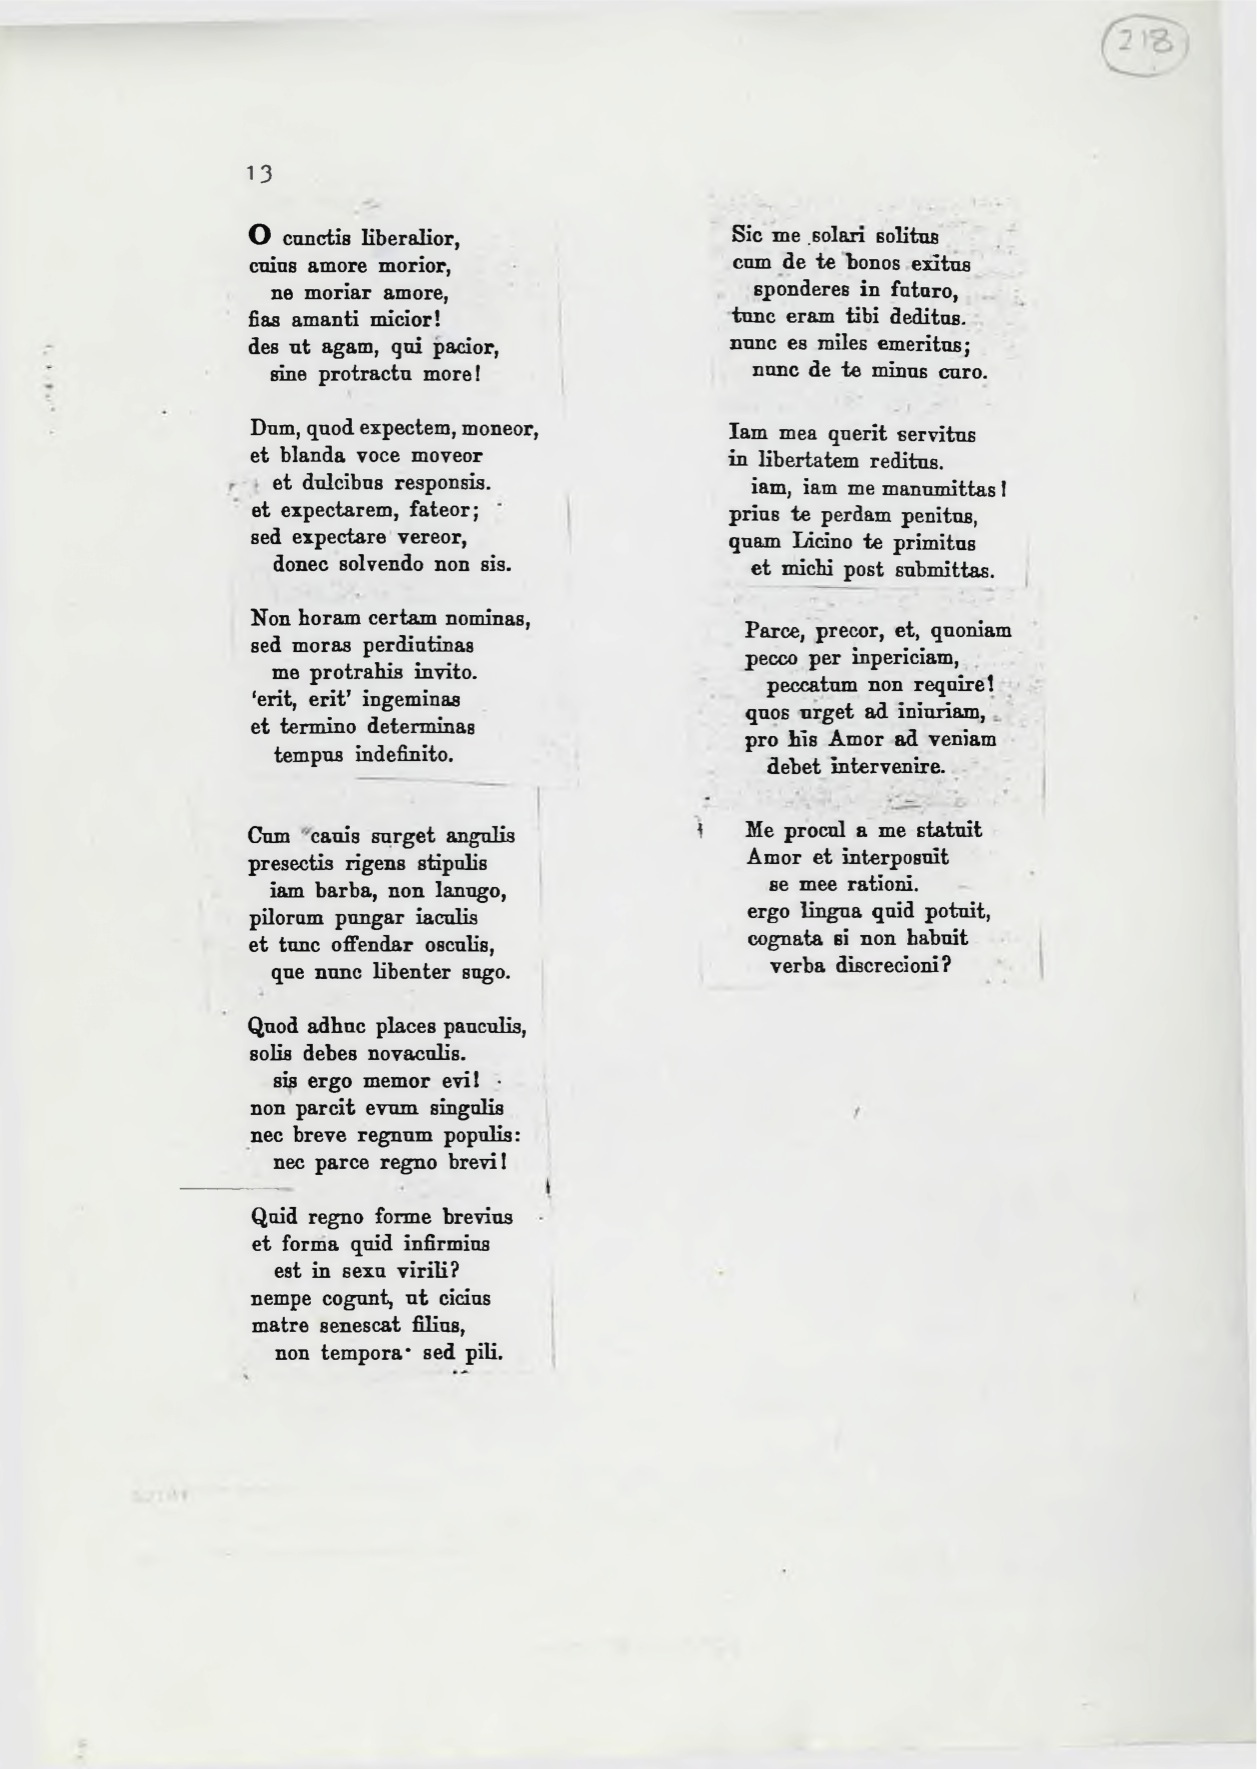 218
13
O cunctis liberalior,
cuius amore morior,
ne moriar amore,
fias amanti micior!
des ut agam, qui pacior,
sine protractu more!
Dum, quod expectem, moneor,
et blanda voce moveor
et dulcibus responsis.
et expectarem, fateor;
sed expectare vereor,
donec solvendo non sis.
Non horam certam nominas,
sed moras perdiutinas
me protrahis invito.
'erit, erit' ingeminas
et termino determinas
tempus indefinito.
Cum canis surget angulis
presectis rigens stipulis
iam barba, non lanugo,
pilorum pungar iaculis
et tunc offendar osculis,
que nunc libenter sugo.
Quod adhuc places pauculis,
solis debes novaculis.
sis ergo memor evi!
non parcit evum singulis
nec breve regnum populis:
nec parce regno brevi!
Quid regno forme brevius
et forma quid infirmius
est in sexu virili?
nempe cogunt, ut cicius
matre senescat filius,
non tempora sed pili.
Sic me solari solitus
cum de te bonos exitus
sponderes in futuro,
tunc eram tibi deditus.
nunc es miles emeritus;
nunc de te minus curo.
Iam mea querit servitus
in libertatem reditus.
iam, iam me manumittas!
prius te perdam penitus,
quam Licino te primitus
et michi post submittas.
Parce, precor, et, quoniam
pecco per inpericiam,
peccatum non require!
quos urget ad iniuriam,
pro his Amor ad veniam
debet intervenire.
Me procul a me statuit
Amor et interposuit
se mee rationi.
ergo lingua quid potuit,
cognata si non habuit
verba discrecioni?